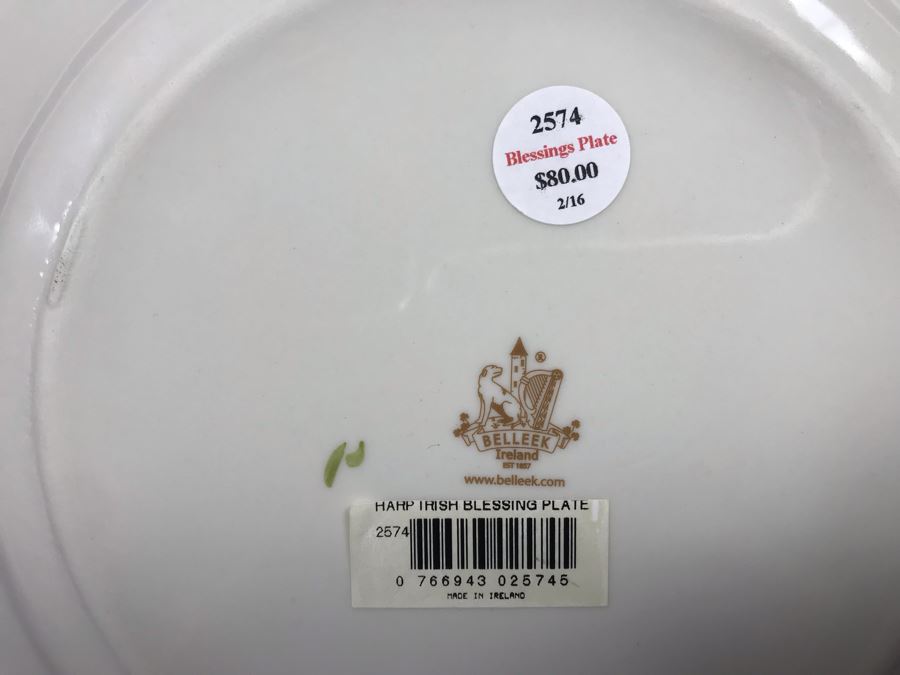 2574
Blessings Plate
$80.00
2/16
®
BELLEEK
Ireland
EST 1857
www.belleek.com
HARP IRISH BLESSING PLATE
2574
0 766943 025745
MADE IN IRELAND